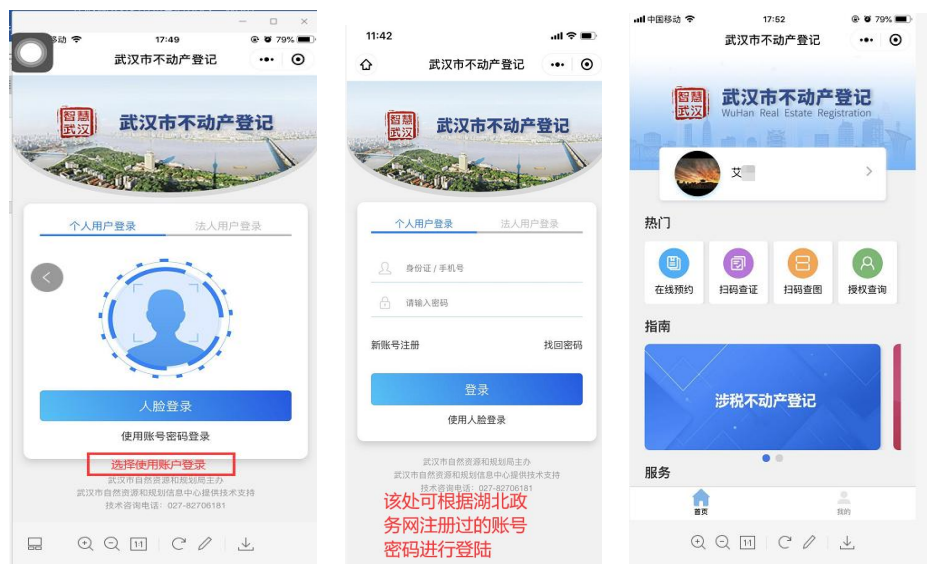 移动
17:49
79%
武汉市不动产登记
智慧
武汉
武汉市不动产登记
个人用户登录
法人用户登录
人脸登录
使用账号密码登录
选择使用账户登录
武汉市自然资源和规划局主办
武汉市自然资源和规划信息中心提供技术支持
技术咨询电话：027-82706181
1:1
11:42
武汉市不动产登记
智慧
武汉
武汉市不动产登记
个人用户登录
法人用户登录
身份证 / 手机号
请输入密码
新账号注册
找回密码
登录
使用人脸登录
武汉市自然资源和规划局主办
武汉市自然资源和规划信息中心提供技术支持
技术咨询电话：027-82706181
该处可根据湖北政
务网注册过的账号
密码进行登陆
中国移动
17:52
79%
武汉市不动产登记
智慧
武汉
武汉市不动产登记
WuHan Real Estate Registration
艾
热门
在线预约
扫码查证
扫码查图
授权查询
指南
涉税不动产登记
服务
首页
我的
1:1